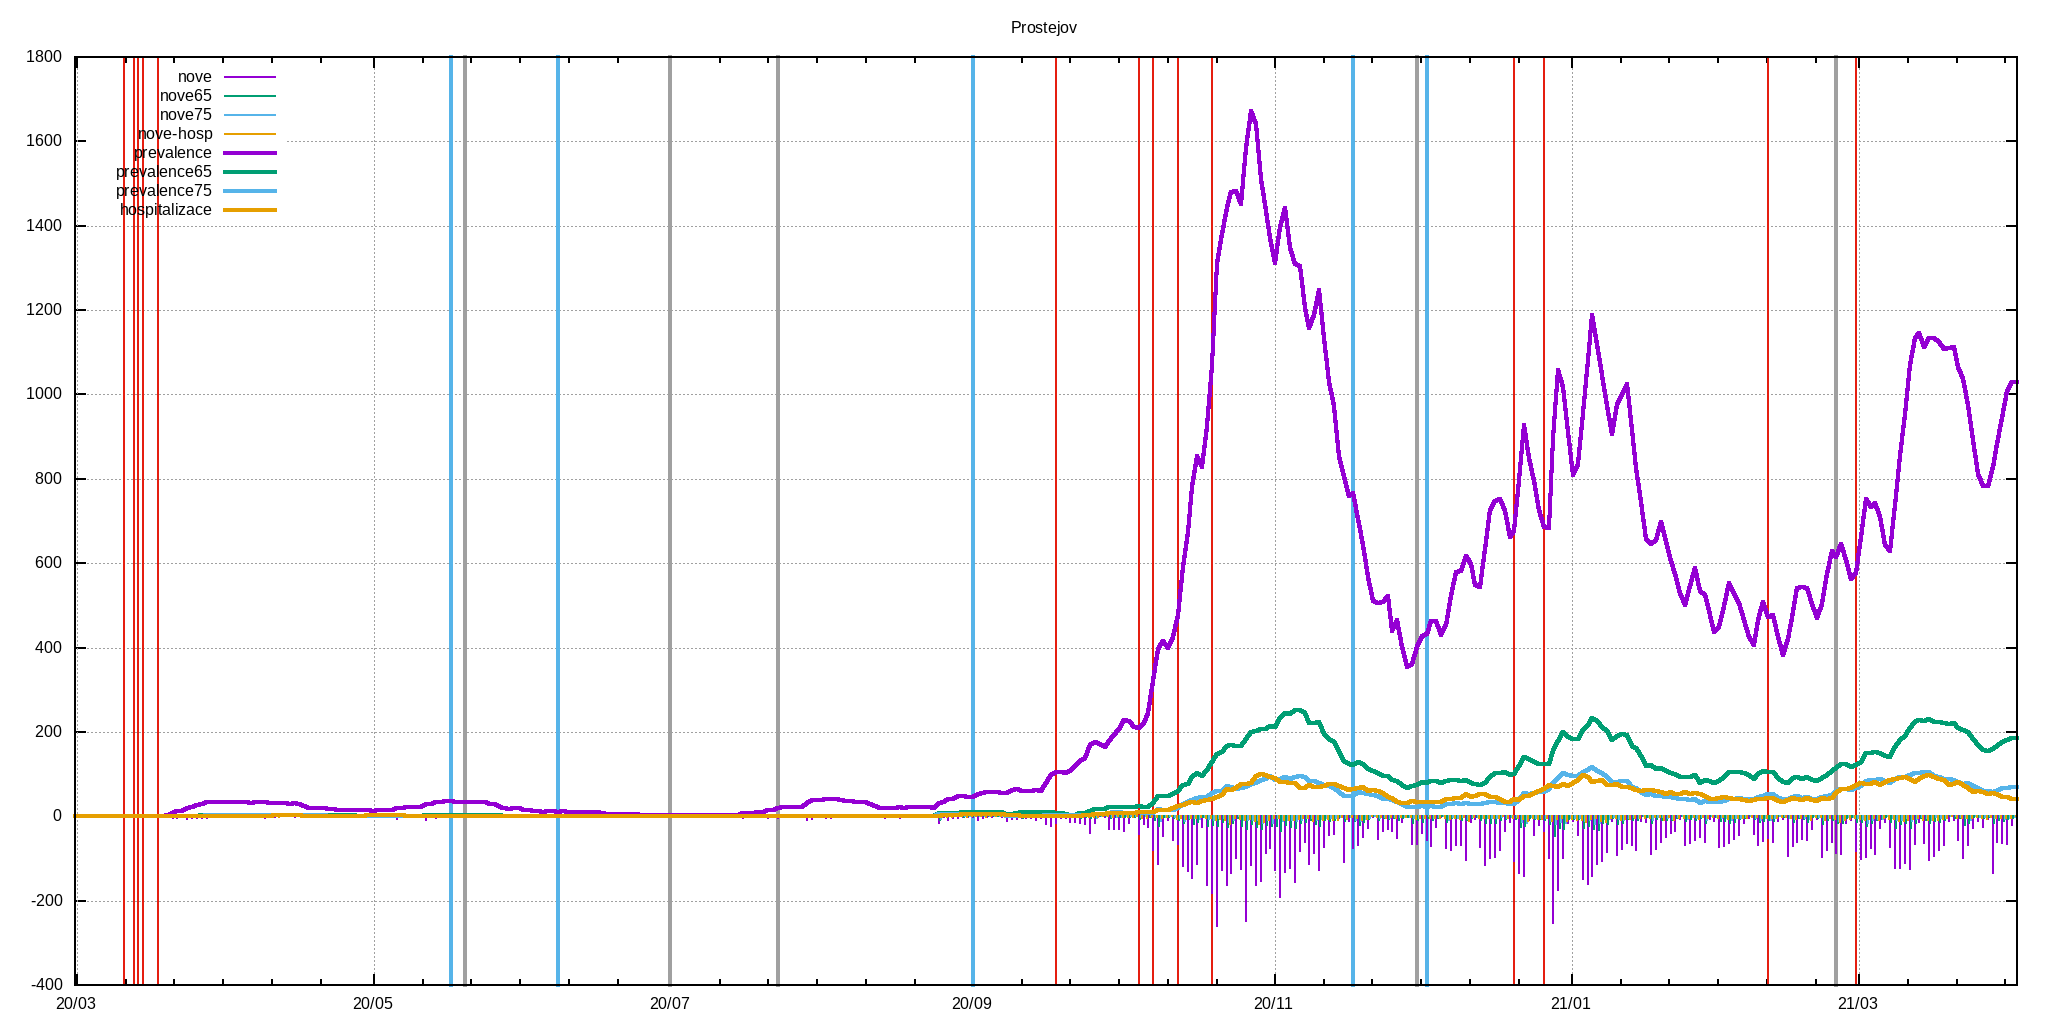 Prostejov
1800
1600
1400
1200
1000
800
600
400
200
0
-200
-400
nove
nove65
nove75
nove-hosp
prevalence
prevalence65
prevalence75
hospitalizace
20/03 20/05 20/07 20/09 20/11 21/01 21/03